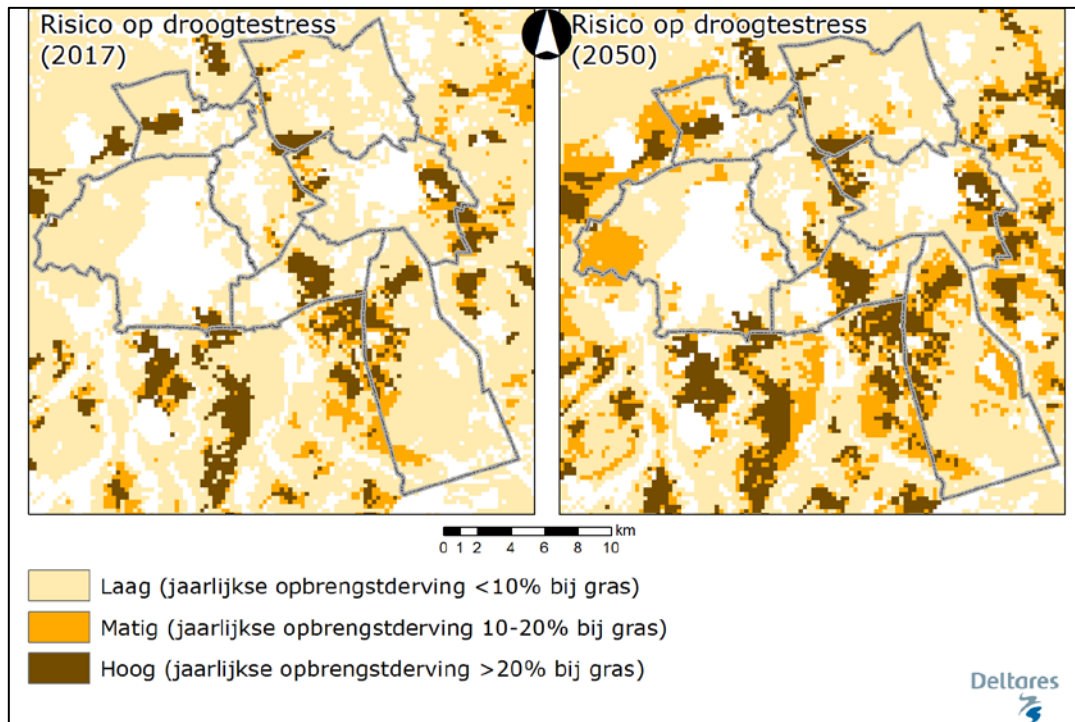 Risico op droogtestress
(2017)
Risico op droogtestress
(2050)
km
0 1 2 4 6 8 10
Laag (jaarlijkse opbrengstderving <10% bij gras)
Matig (jaarlijkse opbrengstderving 10-20% bij gras)
Hoog (jaarlijkse opbrengstderving >20% bij gras)
Deltares